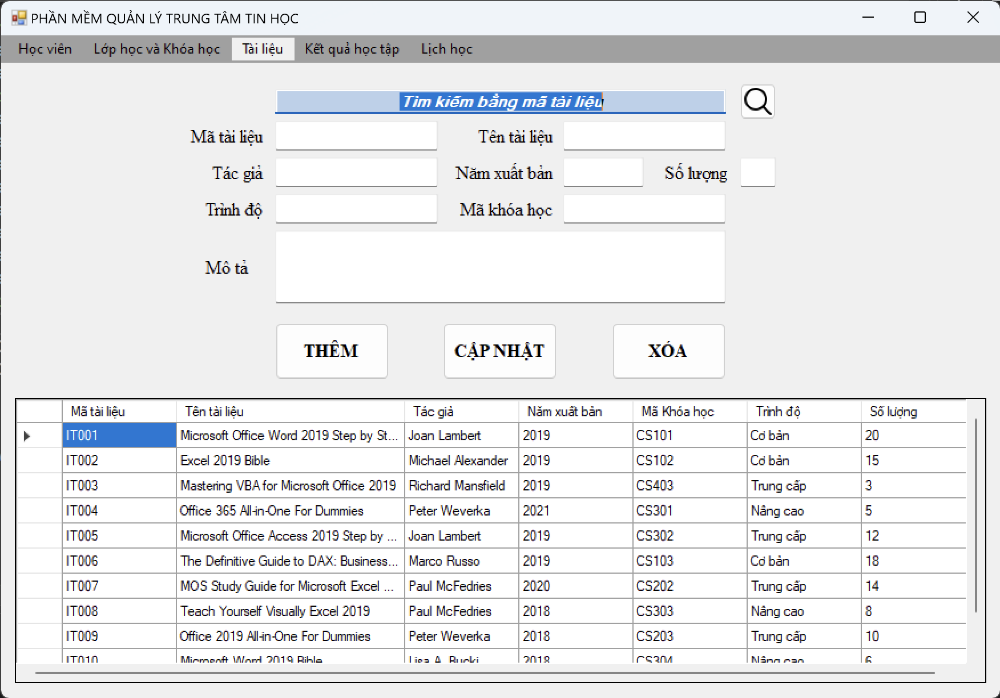 PHẦN MỀM QUẢN LÝ TRUNG TÂM TIN HỌC
Học viên Lớp học và Khóa học Tài liệu Kết quả học tập Lịch học
Tìm kiếm bằng mã tài liệu
Mã tài liệu Tên tài liệu
Tác giả Năm xuất bản Số lượng
Trình độ Mã khóa học
Mô tả
THÊM CẬP NHẬT XÓA
Mã tài liệu Tên tài liệu Tác giả Năm xuất bản Mã Khóa học Trình độ Số lượng
IT001 Microsoft Office Word 2019 Step by St... Joan Lambert 2019 CS101 Cơ bản 20
IT002 Excel 2019 Bible Michael Alexander 2019 CS102 Cơ bản 15
IT003 Mastering VBA for Microsoft Office 2019 Richard Mansfield 2019 CS403 Trung cấp 3
IT004 Office 365 All-in-One For Dummies Peter Weverka 2021 CS301 Nâng cao 5
IT005 Microsoft Office Access 2019 Step by ... Joan Lambert 2019 CS302 Trung cấp 12
IT006 The Definitive Guide to DAX: Business... Marco Russo 2019 CS103 Cơ bản 18
IT007 MOS Study Guide for Microsoft Excel ... Paul McFedries 2020 CS202 Trung cấp 14
IT008 Teach Yourself Visually Excel 2019 Paul McFedries 2018 CS303 Nâng cao 8
IT009 Office 2019 All-in-One For Dummies Peter Weverka 2018 CS203 Trung cấp 10
IT010 Microsoft Word 2019 Bible Lisa A. Bucki 2018 CS304 Nâng cao 6